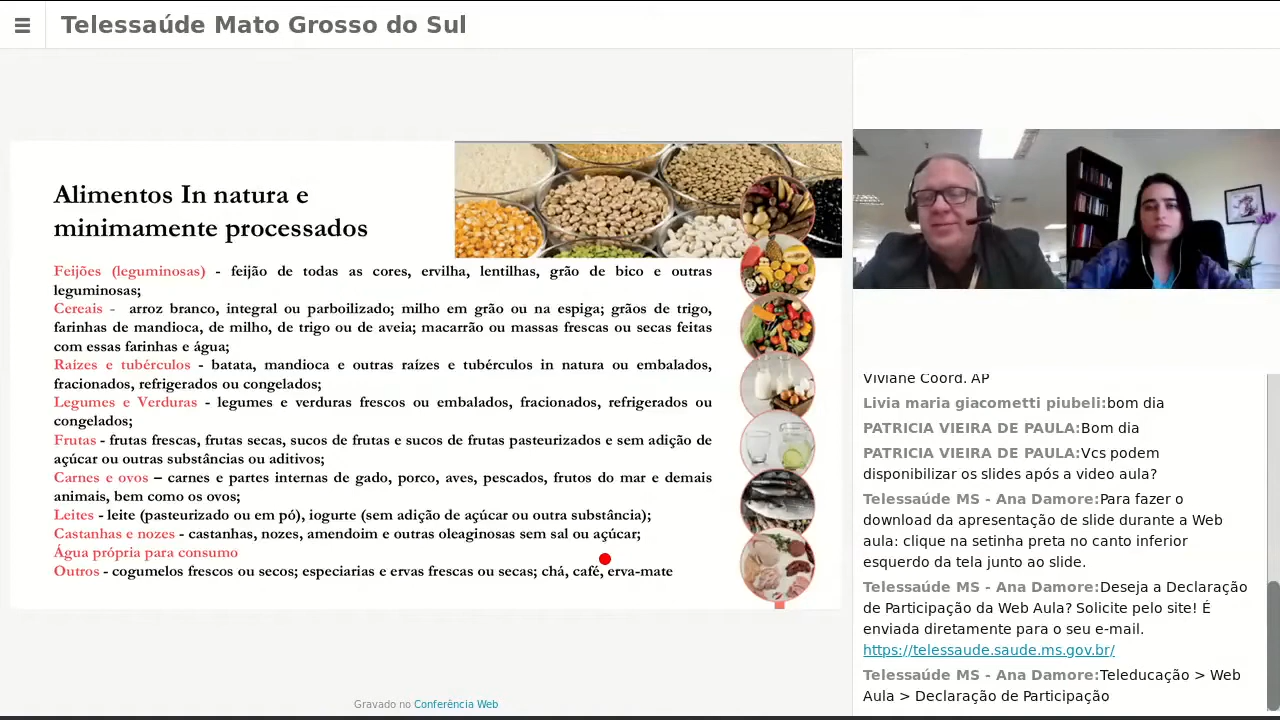 Telessaúde Mato Grosso do Sul
Alimentos In natura e
minimamente processados
Feijões (leguminosas) - feijão de todas as cores, ervilha, lentilhas, grão de bico e outras
leguminosas;
Cereais - arroz branco, integral ou parboilizado; milho em grão ou na espiga; grãos de trigo,
farinhas de mandioca, de milho, de trigo ou de aveia; macarrão ou massas frescas ou secas feitas
com essas farinhas e água;
Raízes e tubérculos - batata, mandioca e outras raízes e tubérculos in natura ou embalados,
fracionados, refrigerados ou congelados;
Legumes e Verduras - legumes e verduras frescos ou embalados, fracionados, refrigerados ou
congelados;
Frutas - frutas frescas, frutas secas, sucos de frutas e sucos de frutas pasteurizados e sem adição de
açúcar ou outras substâncias ou aditivos;
Carnes e ovos – carnes e partes internas de gado, porco, aves, pescados, frutos do mar e demais
animais, bem como os ovos;
Leites - leite (pasteurizado ou em pó), iogurte (sem adição de açúcar ou outra substância);
Castanhas e nozes - castanhas, nozes, amendoim e outras oleaginosas sem sal ou açúcar;
Água própria para consumo
Outros - cogumelos frescos ou secos; especiarias e ervas frescas ou secas; chá, café, erva-mate
Gravado no Conferência Web
Viviane Coord. AP
Livia maria giacometti piubeli:bom dia
PATRICIA VIEIRA DE PAULA:Bom dia
PATRICIA VIEIRA DE PAULA:Vcs podem
disponibilizar os slides após a video aula?
Telessaúde MS - Ana Damore:Para fazer o
download da apresentação de slide durante a Web
aula: clique na setinha preta no canto inferior
esquerdo da tela junto ao slide.
Telessaúde MS - Ana Damore:Deseja a Declaração
de Participação da Web Aula? Solicite pelo site! É
enviada diretamente para o seu e-mail.
https://telessaude.saude.ms.gov.br/
Telessaúde MS - Ana Damore:Teleducação > Web
Aula > Declaração de Participação